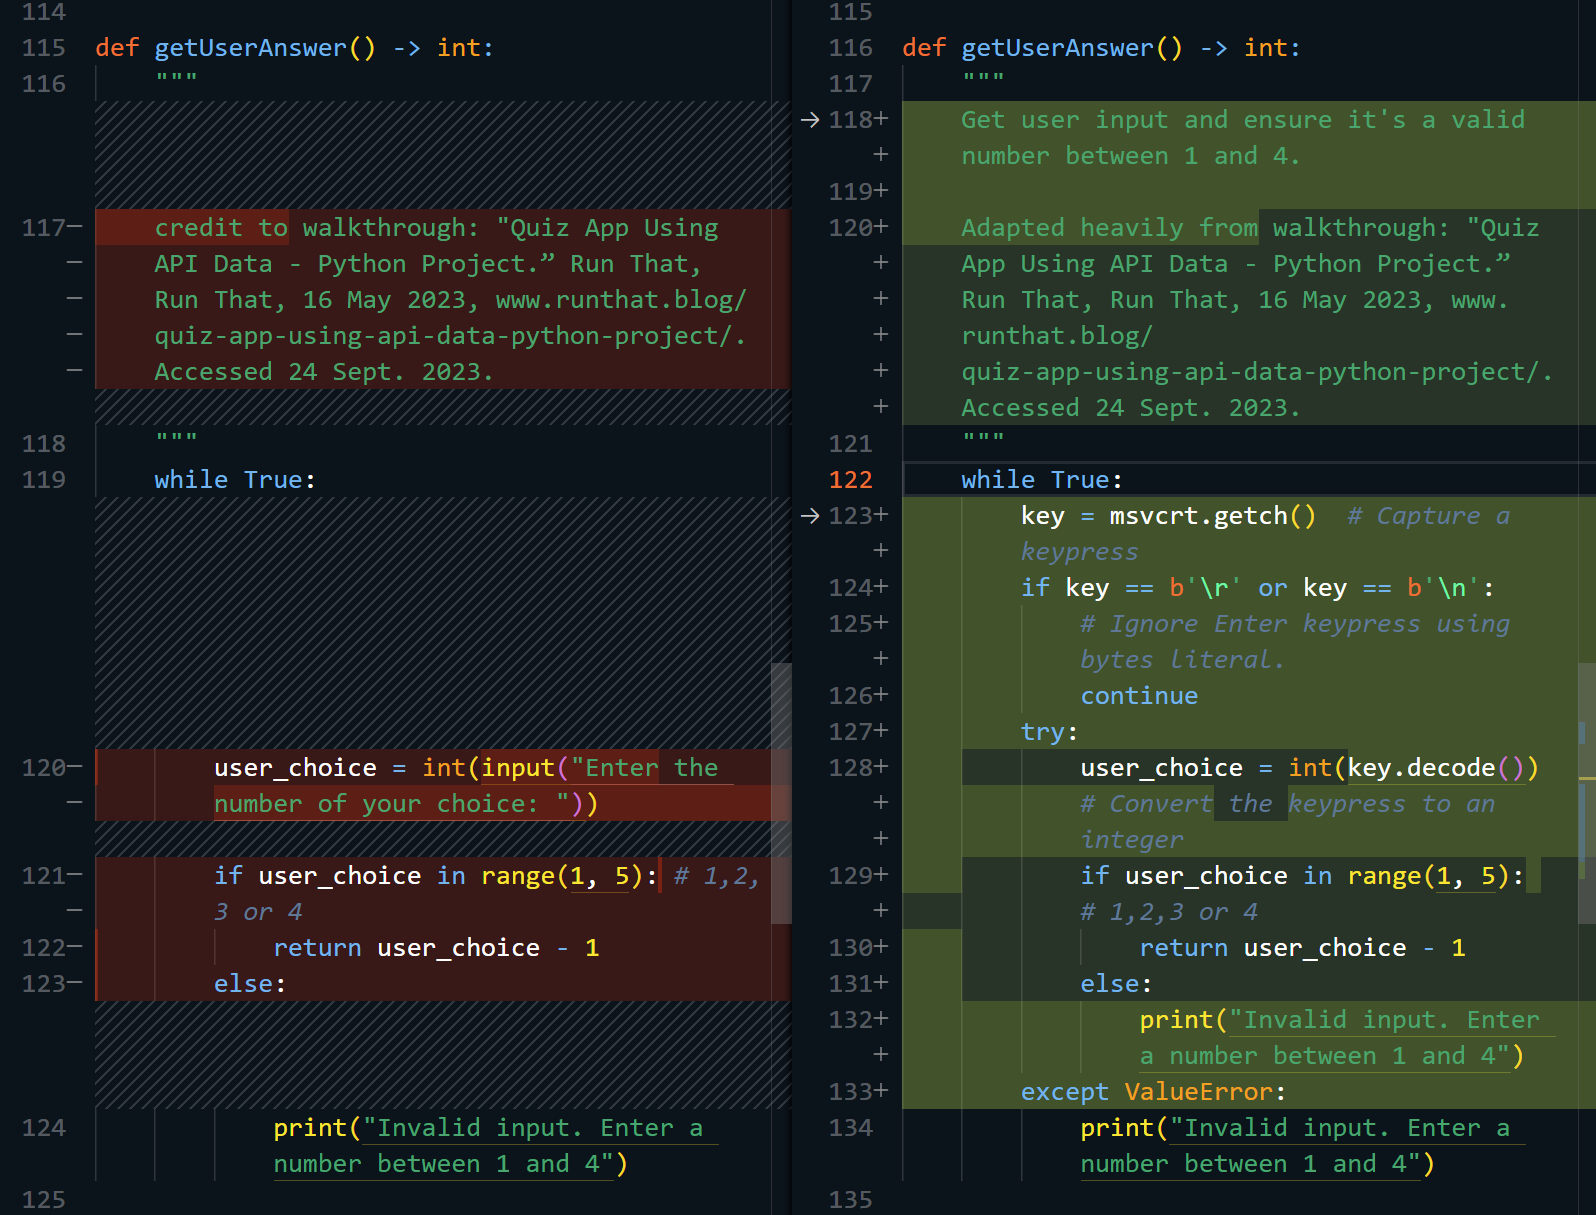 114
115 def getUserAnswer() -> int:
116 """
117— credit to walkthrough: "Quiz App Using
— API Data - Python Project.” Run That,
— Run That, 16 May 2023, www.runthat.blog/
— quiz-app-using-api-data-python-project/.
— Accessed 24 Sept. 2023.
118 """
119 while True:
120— user_choice = int(input("Enter the
— number of your choice: "))
121— if user_choice in range(1, 5): # 1,2,
— 3 or 4
122— return user_choice - 1
123— else:
124 print("Invalid input. Enter a
number between 1 and 4")
125
115
116 def getUserAnswer() -> int:
117 """
→ 118+ Get user input and ensure it's a valid
+ number between 1 and 4.
119+
120+ Adapted heavily from walkthrough: "Quiz
+ App Using API Data - Python Project.”
+ Run That, Run That, 16 May 2023, www.
+ runthat.blog/
+ quiz-app-using-api-data-python-project/.
+ Accessed 24 Sept. 2023.
121 """
122 while True:
→ 123+ key = msvcrt.getch() # Capture a
+ keypress
124+ if key == b'\r' or key == b'\n':
125+ # Ignore Enter keypress using
+ bytes literal.
126+ continue
127+ try:
128+ user_choice = int(key.decode())
+ # Convert the keypress to an
+ integer
129+ if user_choice in range(1, 5):
+ # 1,2,3 or 4
130+ return user_choice - 1
131+ else:
132+ print("Invalid input. Enter
+ a number between 1 and 4")
133+ except ValueError:
134 print("Invalid input. Enter a
number between 1 and 4")
135